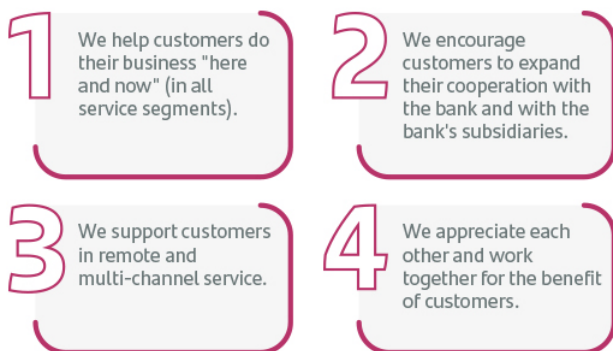 1
We help customers do
their business "here
and now" (in all
service segments).
2
We encourage
customers to expand
their cooperation with
the bank and with the
bank's subsidiaries.
3
We support customers
in remote and
multi-channel service.
4
We appreciate each
other and work
together for the benefit
of customers.